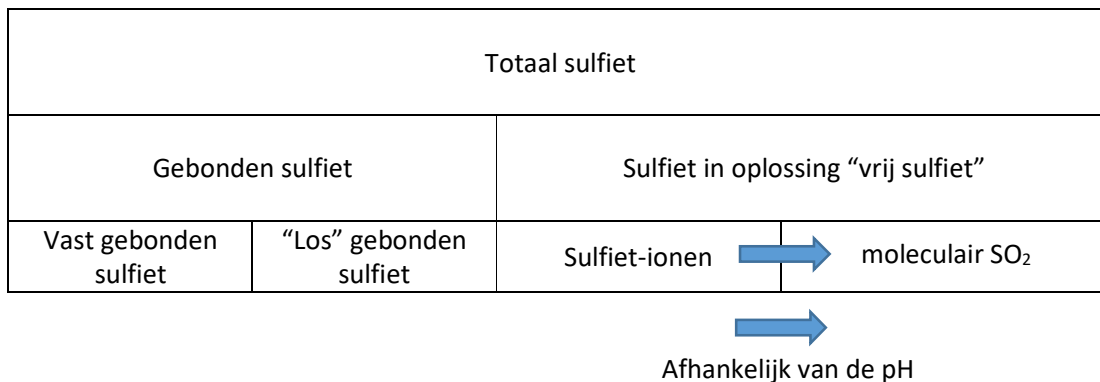 Totaal sulfiet
Gebonden sulfiet
Sulfiet in oplossing “vrij sulfiet”
Vast gebonden
sulfiet
“Los” gebonden
sulfiet
Sulfiet-ionen
moleculair SO₂
Afhankelijk van de pH